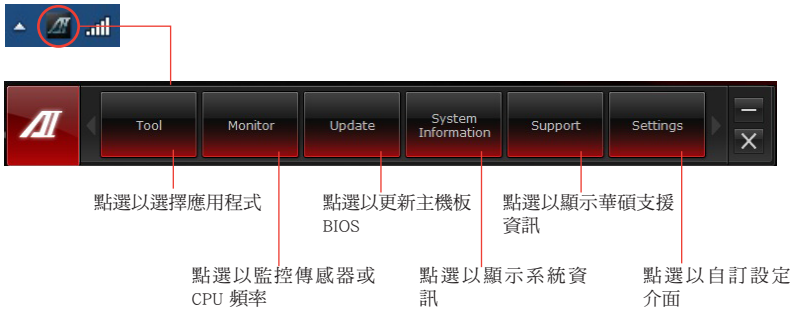 Tool
Monitor
Update
System
Information
Support
Settings
點選以選擇應用程式
點選以更新主機板
BIOS
點選以顯示華碩支援
資訊
點選以監控傳感器或
CPU 頻率
點選以顯示系統資
訊
點選以自訂設定
介面